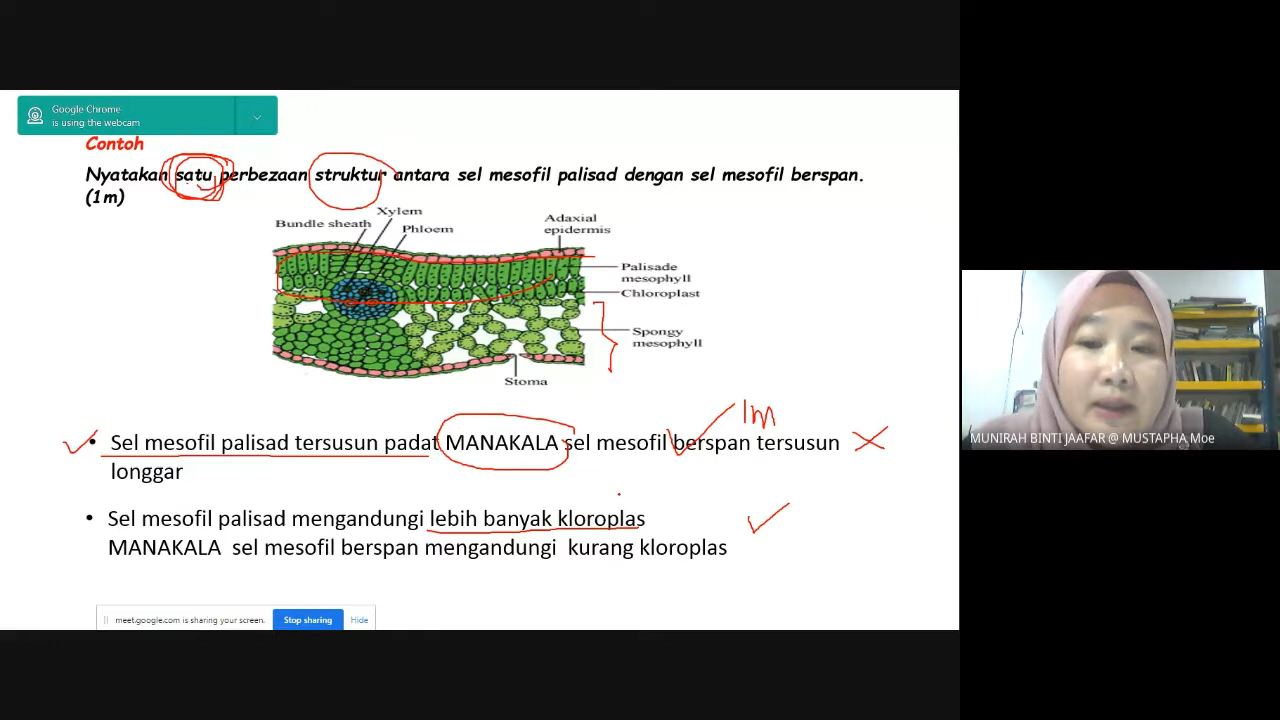 Google Chrome
is using the webcam
Contoh
Nyatakan satu perbezaan struktur antara sel mesofil palisad dengan sel mesofil berspan.
(1m)
Xylem
Bundle sheath
Phloem
Adaxial
epidermis
Palisade
mesophyll
Chloroplast
Spongy
mesophyll
Stoma
1m
• Sel mesofil palisad tersusun padat MANAKALA sel mesofil berspan tersusun
longgar
• Sel mesofil palisad mengandungi lebih banyak kloroplas
MANAKALA sel mesofil berspan mengandungi kurang kloroplas
meet.google.com is sharing your screen.
Stop sharing
Hide
MUNIRAH BINTI JAAFAR @ MUSTAPHA Moe